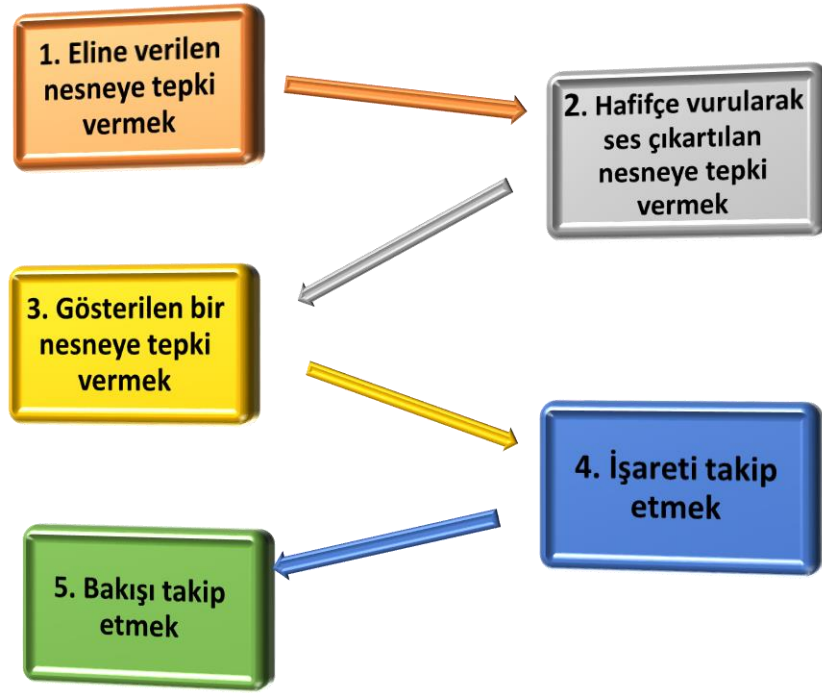 1. Eline verilen
nesneye tepki
vermek
2. Hafifçe vurularak
ses çıkartılan
nesneye tepki
vermek
3. Gösterilen bir
nesneye tepki
vermek
4. İşareti takip
etmek
5. Bakışı takip
etmek